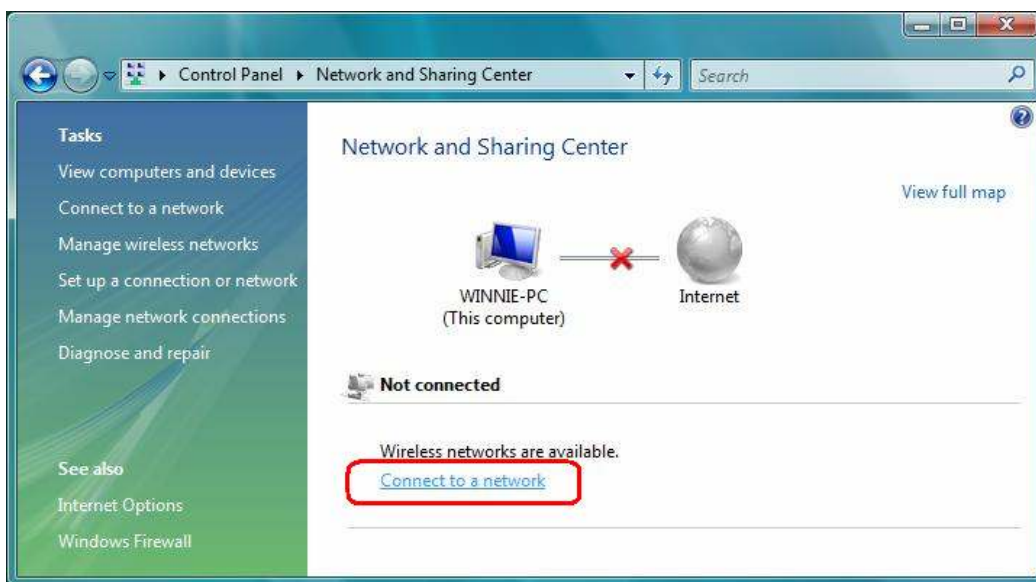 Control Panel
Network and Sharing Center
Search
Tasks
View computers and devices
Connect to a network
Manage wireless networks
Set up a connection or network
Manage network connections
Diagnose and repair
See also
Internet Options
Windows Firewall
Network and Sharing Center
View full map
WINNIE-PC
(This computer)
Internet
Not connected
Wireless networks are available.
Connect to a network